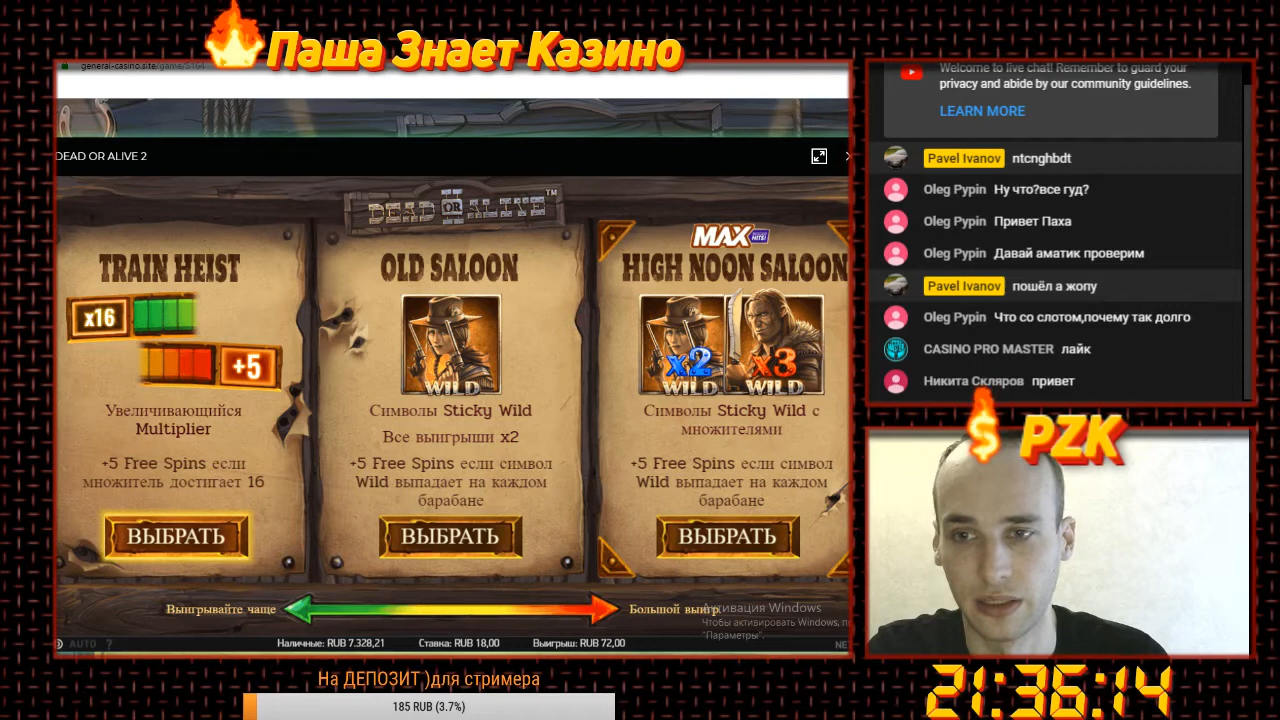 Паша Знает Казино
general-casino.site/game/5164
DEAD OR ALIVE 2
DEAD OR ALIVE™
TRAIN HEIST
x16
+5
Увеличивающийся
Multiplier
+5 Free Spins если
множитель достигает 16
ВЫБРАТЬ
OLD SALOON
WILD
Символы Sticky Wild
Все выигрыши x2
+5 Free Spins если символ
Wild выпадает на каждом
барабане
ВЫБРАТЬ
MAX
HIGH NOON SALOON
x2 x3
WILD WILD
Символы Sticky Wild с
множителями
+5 Free Spins если символ
Wild выпадает на каждом
барабане
ВЫБРАТЬ
Выигрывайте чаще
Большой выигр
Активация Windows
Чтобы активировать Windows, п
"Параметры".
AUTO ?
Наличные: RUB 7.328,21 Ставка: RUB 18,00 Выигрыш: RUB 72,00
NE
На ДЕПОЗИТ )для стримера
185 RUB (3.7%)
Welcome to live chat! Remember to guard your
privacy and abide by our community guidelines.
LEARN MORE
Pavel Ivanov ntcnghbdt
Oleg Pypin Ну что?все гуд?
Oleg Pypin Привет Паха
Oleg Pypin Давай аматик проверим
Pavel Ivanov пошёл а жопу
Oleg Pypin Что со слотом,почему так долго
CASINO PRO MASTER лайк
Никита Скляров привет
$ PZK
21:36:14